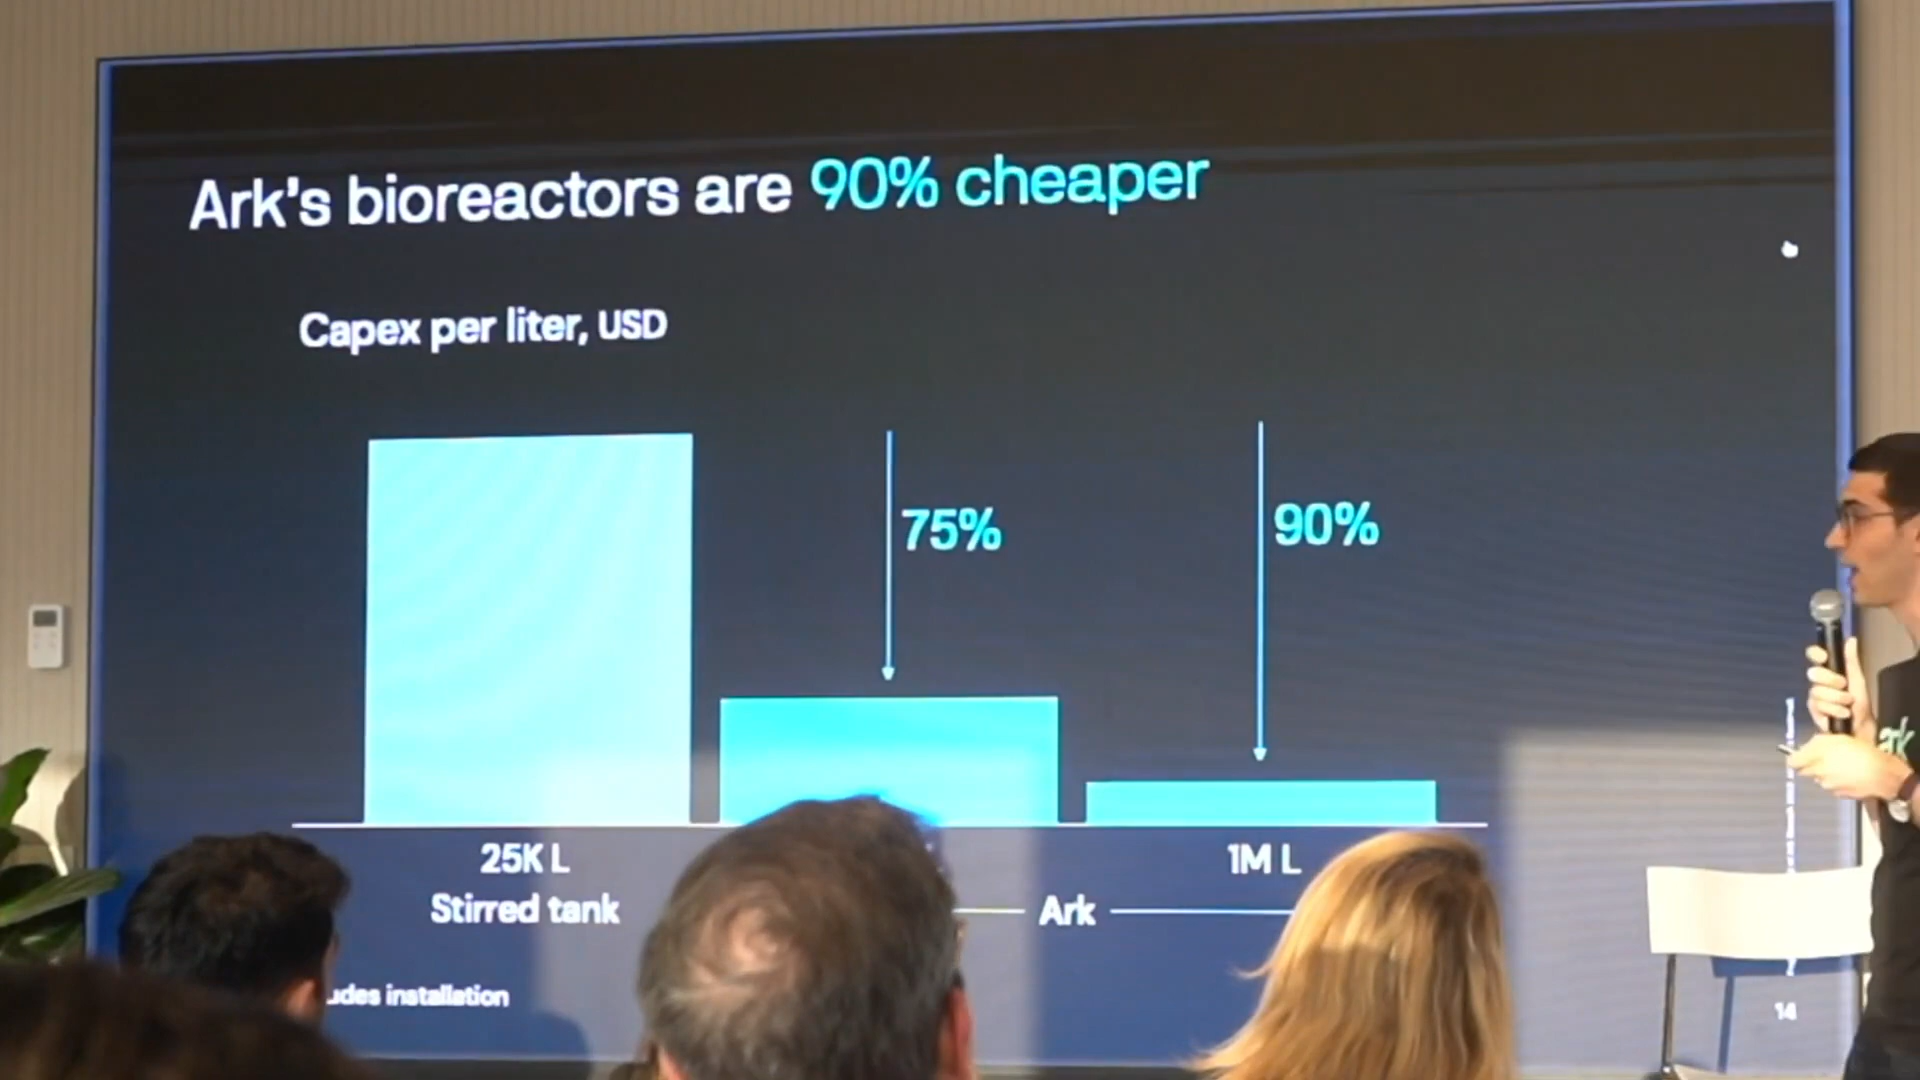 Ark's bioreactors are 90% cheaper
Capex per liter, USD
75%
90%
25K L
1M L
Stirred tank
Ark
udes installation
14
ark